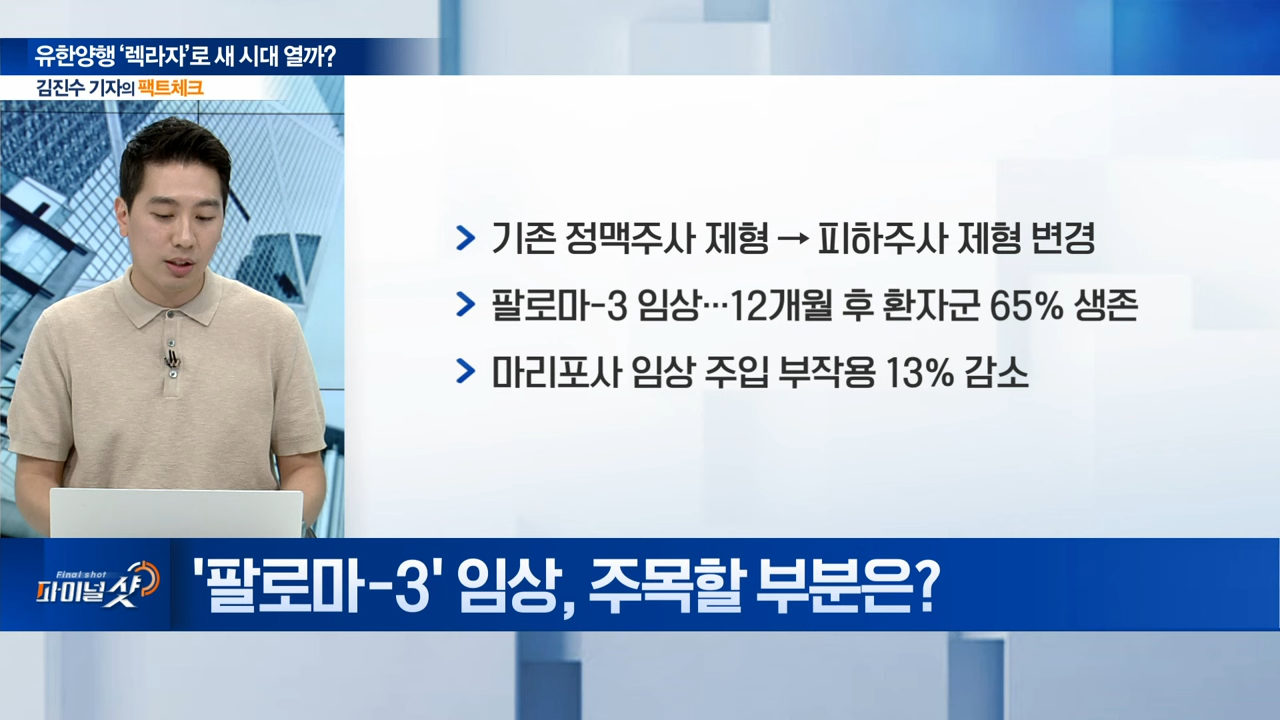 유한양행 ‘렉라자’로 새 시대 열까?
김진수 기자의 팩트체크
기존 정맥주사 제형 → 피하주사 제형 변경
팔로마-3 임상…12개월 후 환자군 65% 생존
마리포사 임상 주입 부작용 13% 감소
Final shot
파이널샷
'팔로마-3' 임상, 주목할 부분은?